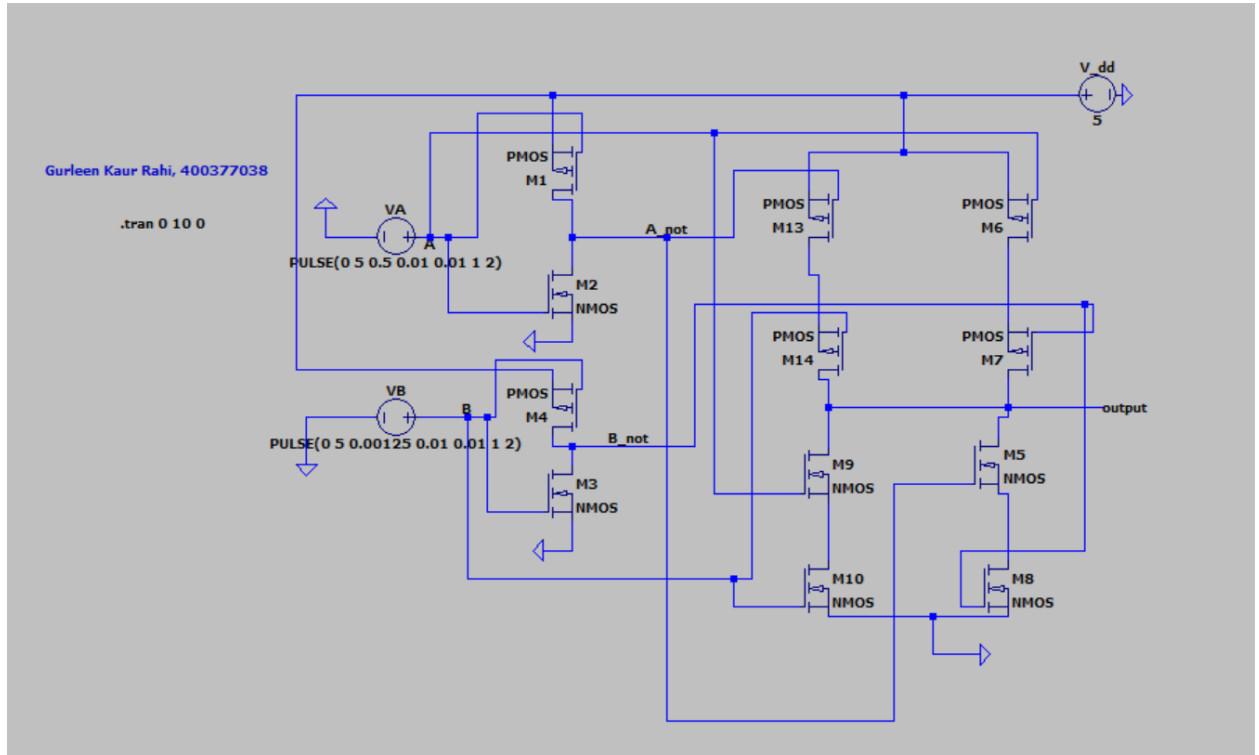 V_dd
5
Gurleen Kaur Rahi, 400377038
.tran 0 10 0
PMOS
M1
VA
A
PULSE(0 5 0.5 0.01 0.01 1 2)
A_not
M2
NMOS
PMOS
M13
PMOS
M6
PMOS
M14
PMOS
M7
VB
B
PULSE(0 5 0.00125 0.01 0.01 1 2)
PMOS
M4
B_not
M3
NMOS
output
M9
NMOS
M5
NMOS
M10
NMOS
M8
NMOS